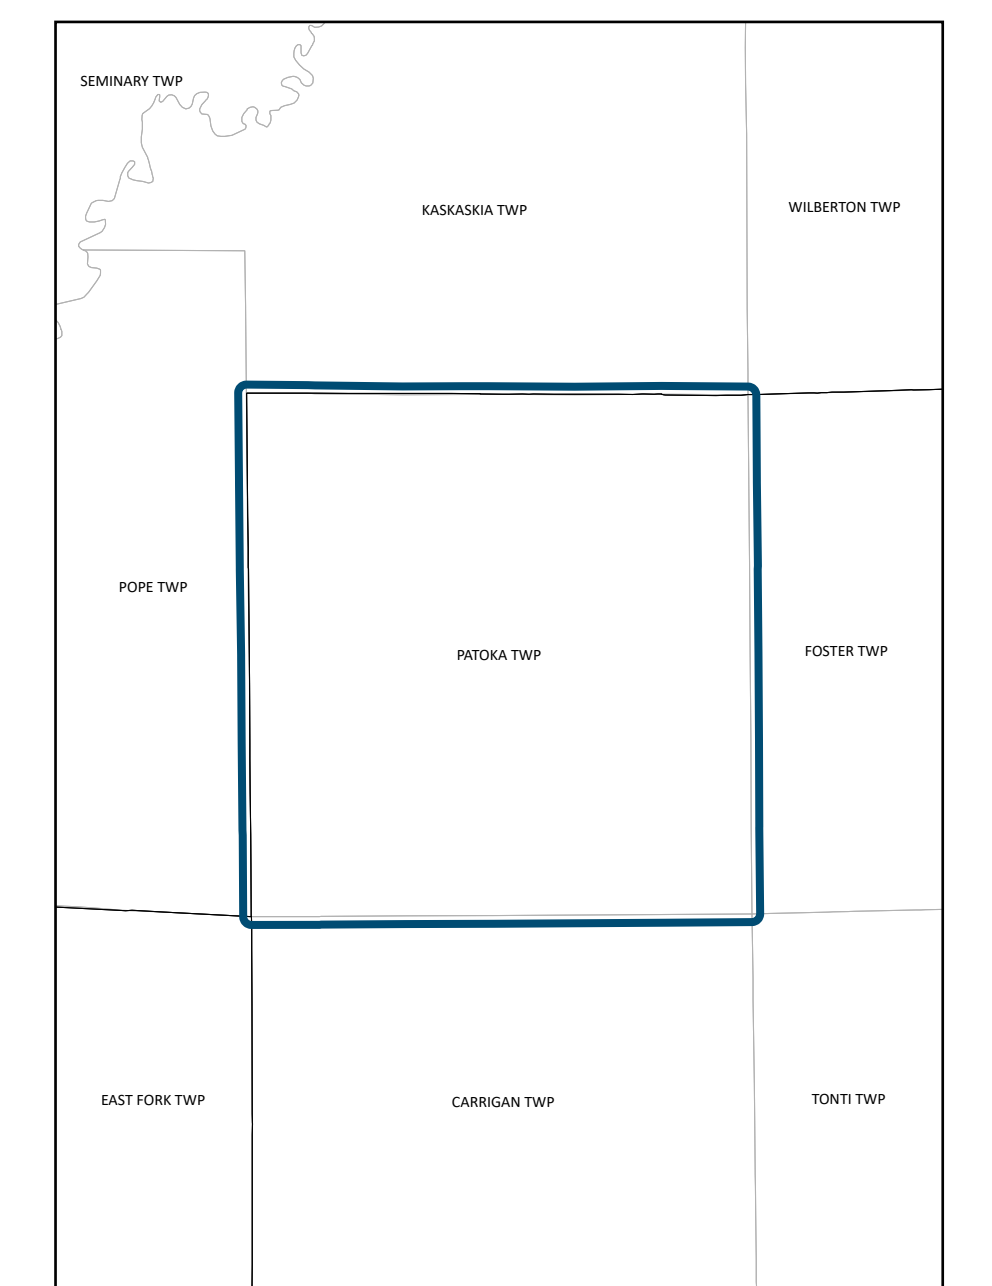 SEMINARY TWP
KASKASKIA TWP
WILBERTON TWP
POPE TWP
PATOKA TWP
FOSTER TWP
EAST FORK TWP
CARRIGAN TWP
TONTI TWP